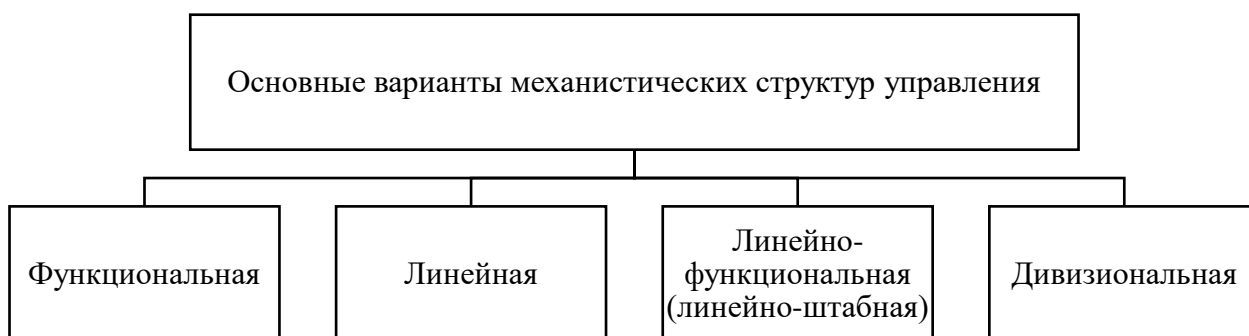 Основные варианты механистических структур управления
Функциональная
Линейная
Линейно-
функциональная
(линейно-штабная)
Дивизиональная